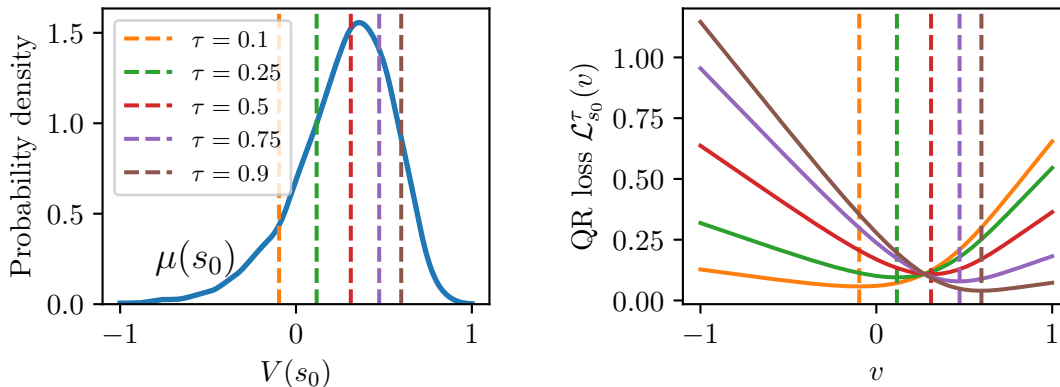 Probability density
1.5
1.0
0.5
0.0
τ = 0.1
τ = 0.25
τ = 0.5
τ = 0.75
τ = 0.9
μ(s₀)
−1 0 1
V(s₀)
QR loss ℒ^τ_{s₀}(v)
1.00
0.75
0.50
0.25
0.00
−1 0 1
v